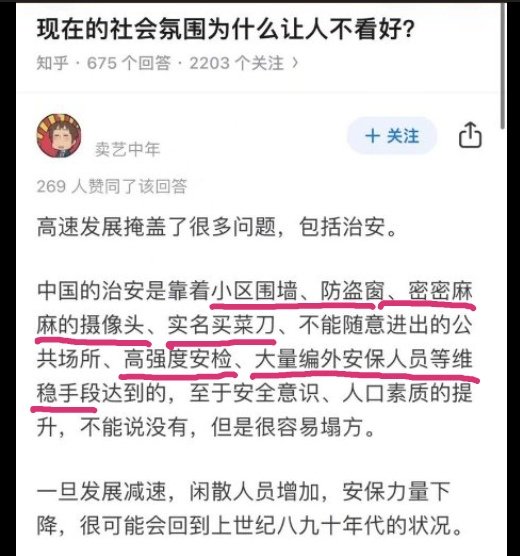 现在的社会氛围为什么让人不看好?
知乎 · 675 个回答 · 2203 个关注 >
卖艺中年
+ 关注
269 人赞同了该回答
高速发展掩盖了很多问题，包括治安。
中国的治安是靠着小区围墙、防盗窗、密密麻
麻的摄像头、实名买菜刀、不能随意进出的公
共场所、高强度安检、大量编外安保人员等维
稳手段达到的，至于安全意识、人口素质的提
升，不能说没有，但是很容易塌方。
一旦发展减速，闲散人员增加，安保力量下
降，很可能会回到上世纪八九十年代的状况。